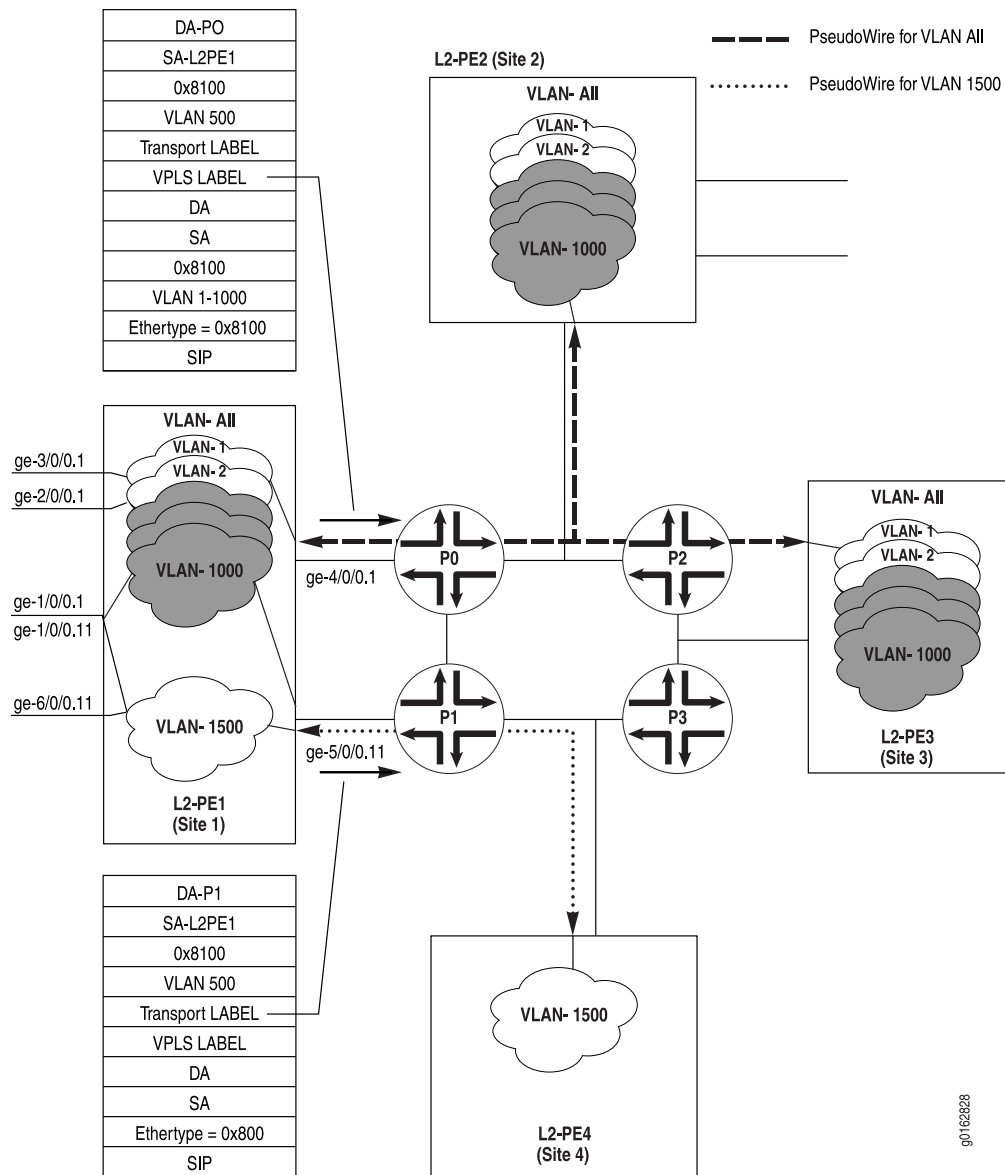 DA-PO
SA-L2PE1
0x8100
VLAN 500
Transport LABEL
VPLS LABEL
DA
SA
0x8100
VLAN 1-1000
Ethertype = 0x8100
SIP
PseudoWire for VLAN All
PseudoWire for VLAN 1500
L2-PE2 (Site 2)
VLAN- All
VLAN- 1
VLAN- 2
VLAN- 1000
VLAN- All
VLAN- 1
VLAN- 2
VLAN- 1000
ge-3/0/0.1
ge-2/0/0.1
ge-1/0/0.1
ge-1/0/0.11
ge-6/0/0.11
VLAN- 1500
L2-PE1
(Site 1)
ge-4/0/0.1
ge-5/0/0.11
P0
P2
P1
P3
VLAN- All
VLAN- 1
VLAN- 2
VLAN- 1000
L2-PE3
(Site 3)
DA-P1
SA-L2PE1
0x8100
VLAN 500
Transport LABEL
VPLS LABEL
DA
SA
Ethertype = 0x800
SIP
VLAN- 1500
L2-PE4
(Site 4)
g0162828